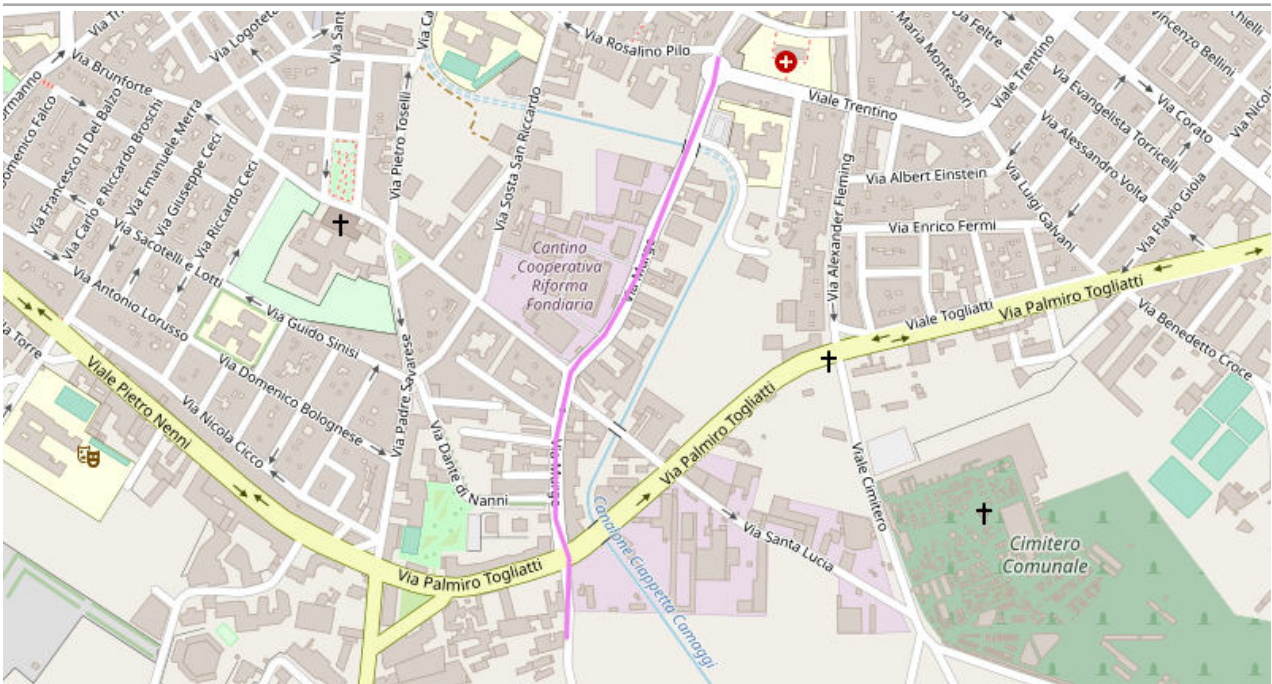 Via Rosalino Pilo
Via Logoteta
Via Brunforte
Via Pietro Toselli
Via Sosta San Riccardo
Viale Trentino
Via Maria Montessori
Da Feltre
Viale Trentino
Vincenzo Bellini
Via Evangelista Torricelli
Via Corato
Via Alessandro Volta
Via Flavio Gioia
Via Luigi Galvani
Via Albert Einstein
Via Enrico Fermi
Via Alexander Fleming
Domenico Falco
Via Francesco II Del Balzo
Via Carlo e Riccardo Broschi
Via Emanuele Merra
Via Giuseppe Ceci
Via Riccardo Ceci
Via Sacotelli e Lotti
Via Antonio Lorusso
Via Guido Sinisi
Via Domenico Bolognese
Via Nicola Cicco
Via Padre Savarese
Via Dante di Nanni
Cantina
Cooperativa
Riforma
Fondiaria
Viale Pietro Nenni
Via Palmiro Togliatti
Via Palmiro Togliatti
Via Palmiro Togliatti
Viale Togliatti
Via Benedetto Croce
Canalone Ciappetta Camaggi
Via Santa Lucia
Viale Cimitero
Cimitero
Comunale